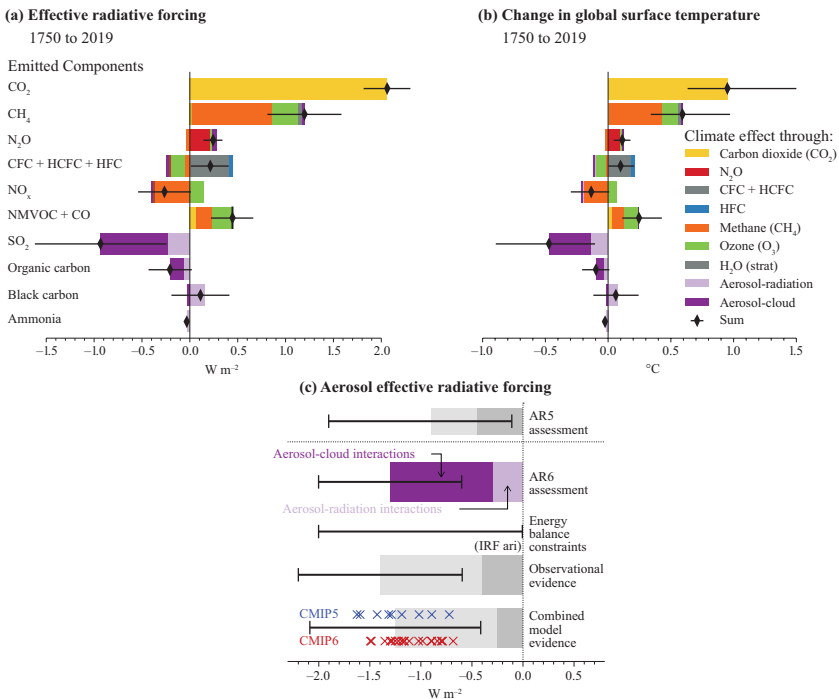 (a) Effective radiative forcing
1750 to 2019
Emitted Components
CO₂
CH₄
N₂O
CFC + HCFC + HFC
NOₓ
NMVOC + CO
SO₂
Organic carbon
Black carbon
Ammonia
−1.5 −1.0 −0.5 0.0 0.5 1.0 1.5 2.0
W m⁻²
(b) Change in global surface temperature
1750 to 2019
Climate effect through:
Carbon dioxide (CO₂)
N₂O
CFC + HCFC
HFC
Methane (CH₄)
Ozone (O₃)
H₂O (strat)
Aerosol-radiation
Aerosol-cloud
Sum
−1.0 −0.5 0.0 0.5 1.0 1.5
°C
(c) Aerosol effective radiative forcing
AR5
assessment
Aerosol-cloud interactions
AR6
assessment
Aerosol-radiation interactions
Energy
balance
constraints
(IRF ari)
Observational
evidence
CMIP5
Combined
model
evidence
CMIP6
−2.0 −1.5 −1.0 −0.5 0.0 0.5
W m⁻²